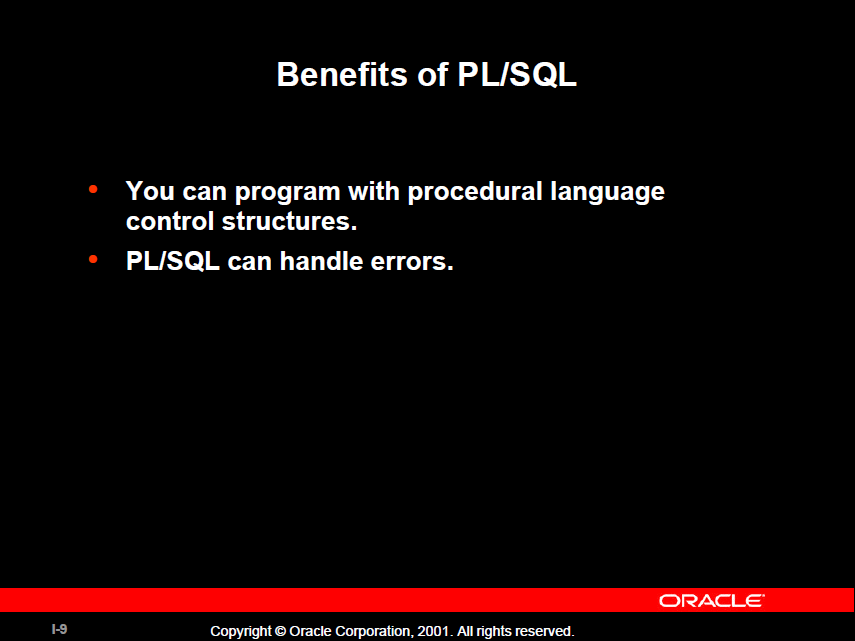 Benefits of PL/SQL
• You can program with procedural language
control structures.
• PL/SQL can handle errors.
ORACLE®
I-9
Copyright © Oracle Corporation, 2001. All rights reserved.